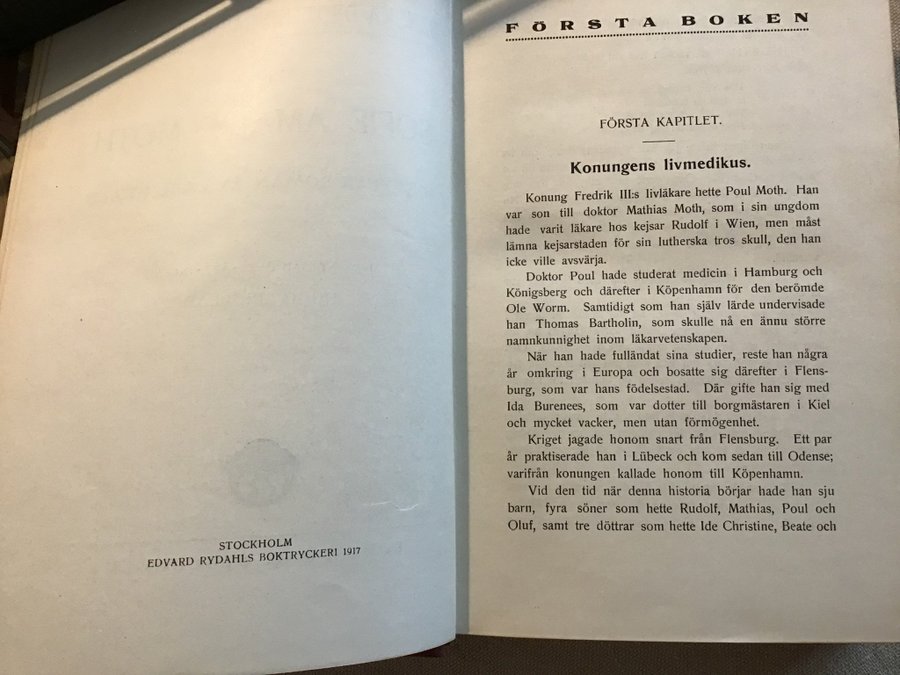 STOCKHOLM
EDVARD RYDAHLS BOKTRYCKERI 1917
FÖRSTA BOKEN
FÖRSTA KAPITLET.
Konungens livmedikus.
Konung Fredrik III:s livläkare hette Poul Moth. Han
var son till doktor Mathias Moth, som i sin ungdom
hade varit läkare hos kejsar Rudolf i Wien, men måst
lämna kejsarstaden för sin lutherska tros skull, den han
icke ville avsvärja.
Doktor Poul hade studerat medicin i Hamburg och
Königsberg och därefter i Köpenhamn för den berömde
Ole Worm. Samtidigt som han själv lärde undervisade
han Thomas Bartholin, som skulle nå en ännu större
namnkunnighet inom läkarvetenskapen.
När han hade fulländat sina studier, reste han några
år omkring i Europa och bosatte sig därefter i Flens-
burg, som var hans födelsestad. Där gifte han sig med
Ida Burenees, som var dotter till borgmästaren i Kiel
och mycket vacker, men utan förmögenhet.
Kriget jagade honom snart från Flensburg. Ett par
år praktiserade han i Lübeck och kom sedan till Odense;
varifrån konungen kallade honom till Köpenhamn.
Vid den tid när denna historia börjar hade han sju
barn, fyra söner som hette Rudolf, Mathias, Poul och
Oluf, samt tre döttrar som hette Ide Christine, Beate och